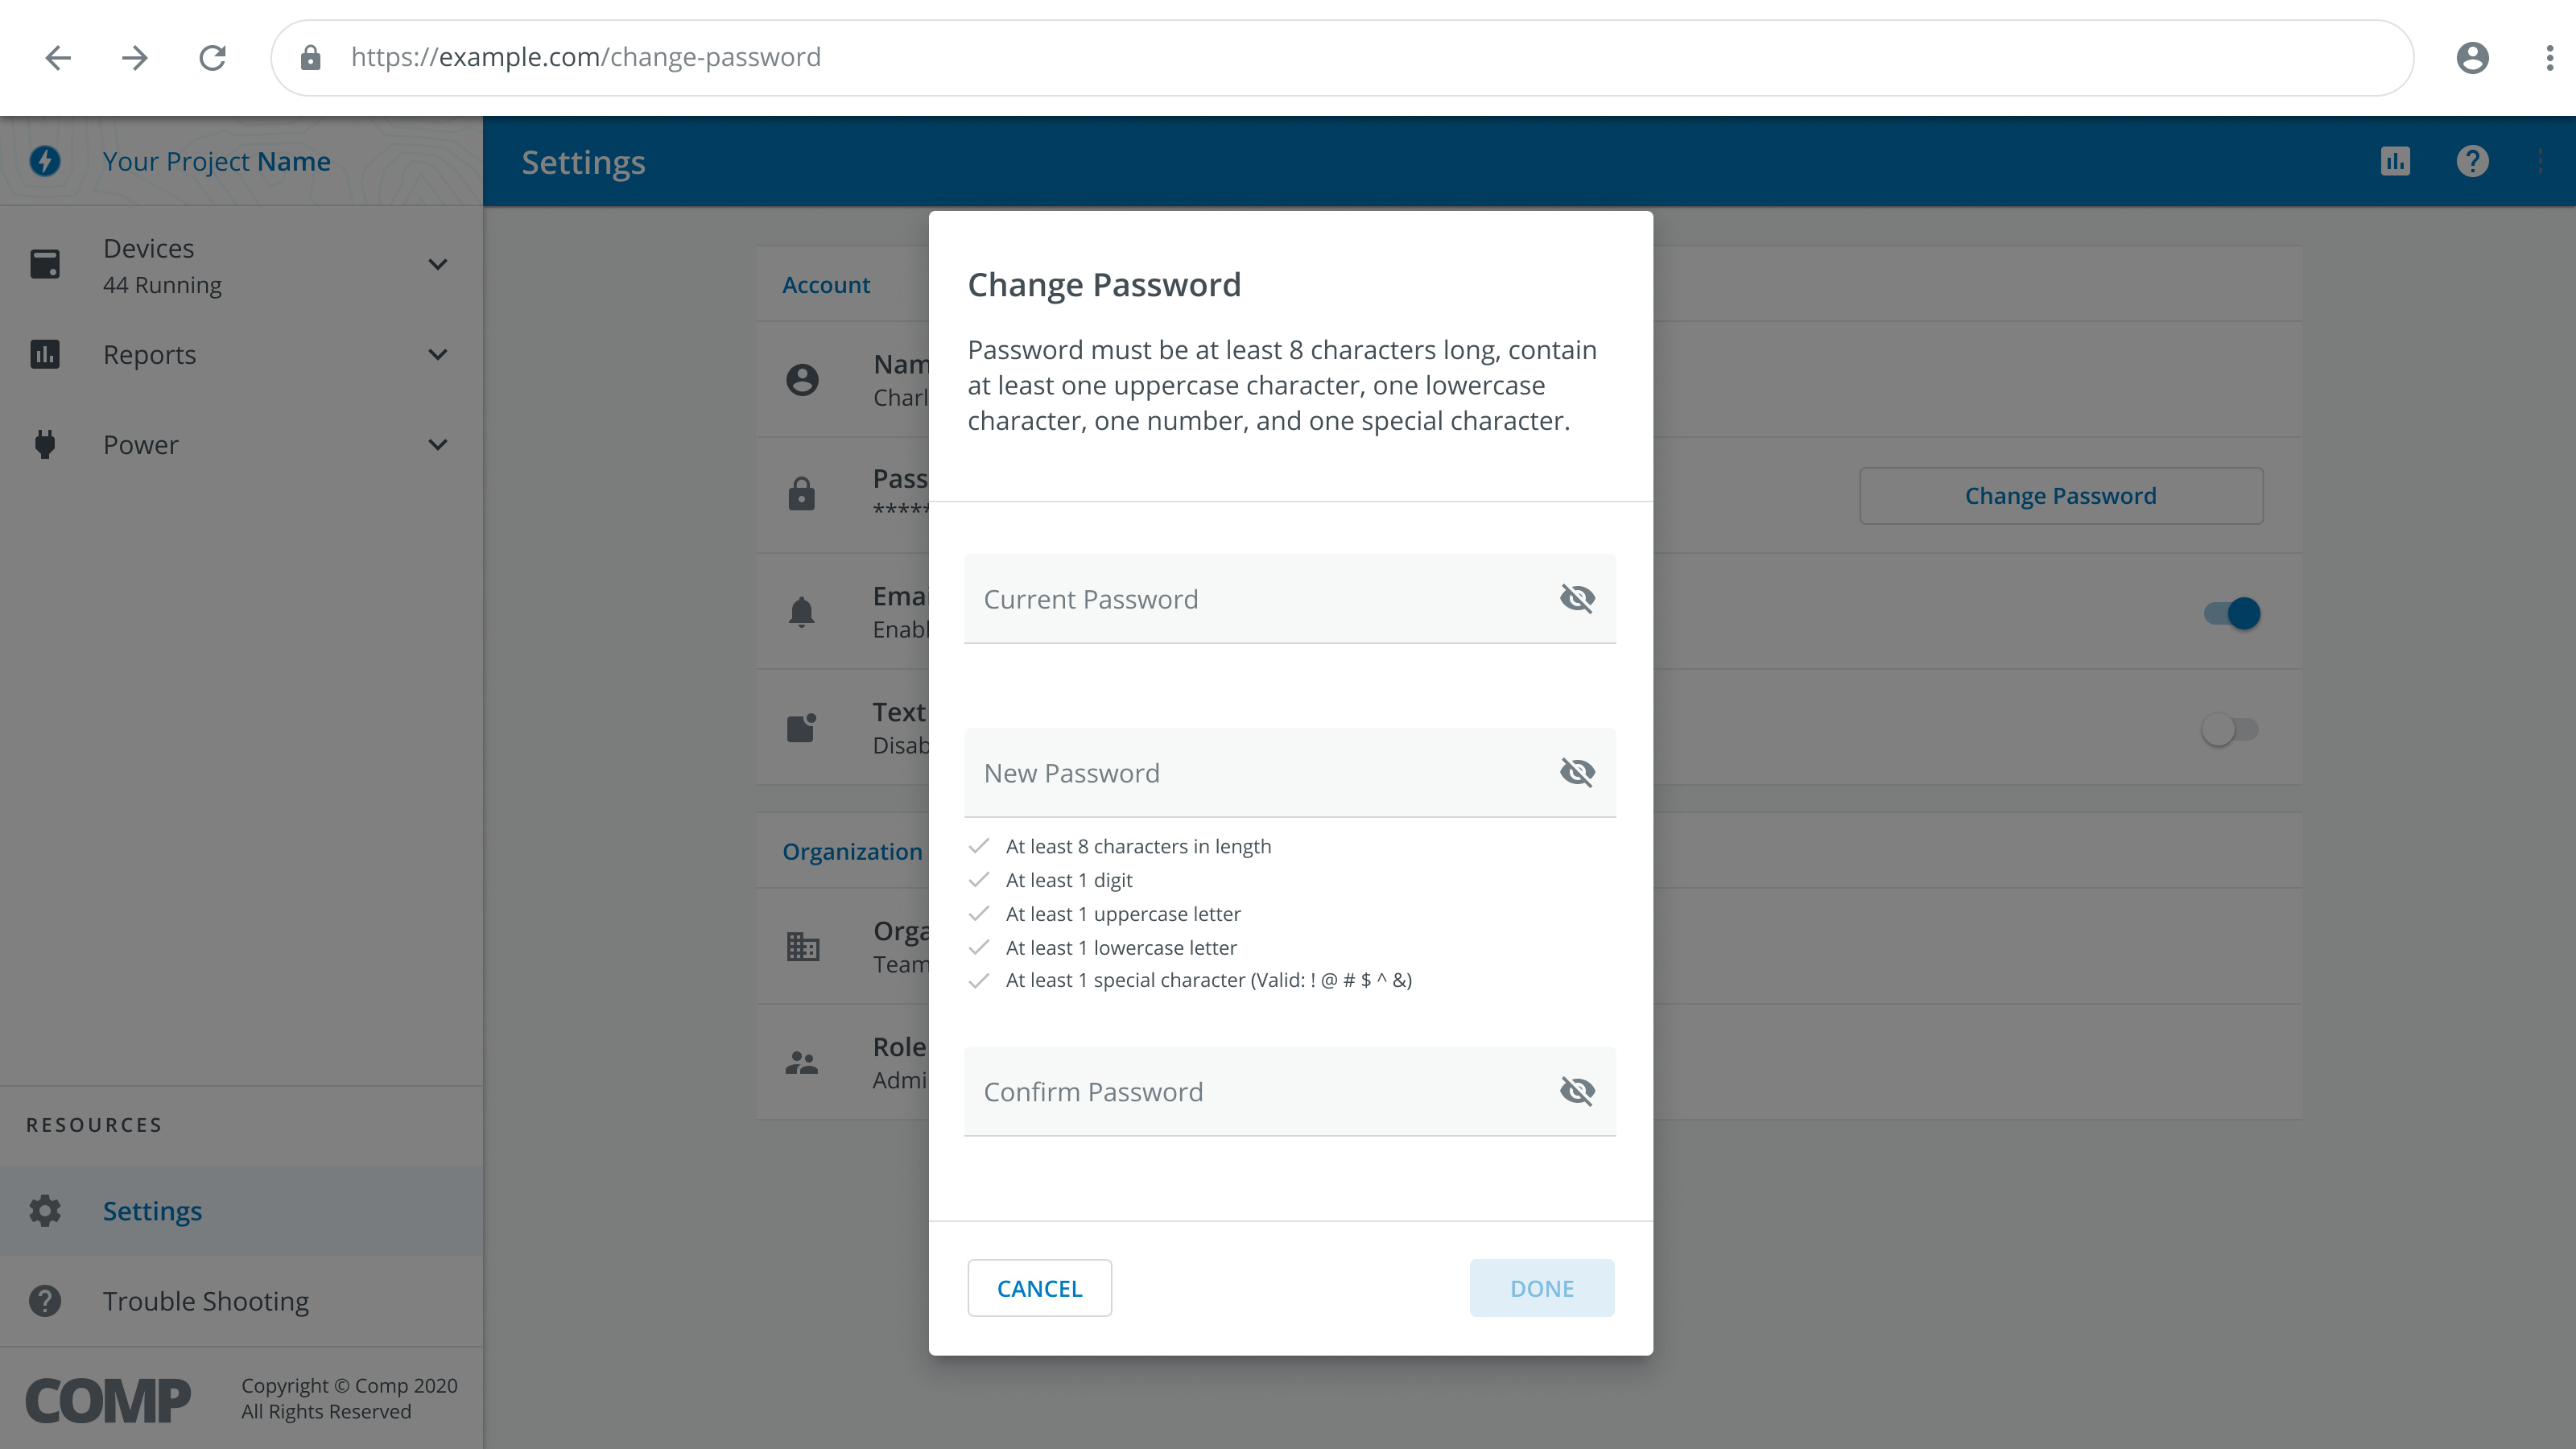 https://example.com/change-password
Your Project Name
Settings
Devices
44 Running
Reports
Power
RESOURCES
Settings
Trouble Shooting
COMP
Copyright © Comp 2020
All Rights Reserved
Account
Nam
Charl
Pass
*****
Change Password
Emai
Enabl
Text
Disab
Organization
Orga
Team
Role
Admi
Change Password
Password must be at least 8 characters long, contain
at least one uppercase character, one lowercase
character, one number, and one special character.
Current Password
New Password
At least 8 characters in length
At least 1 digit
At least 1 uppercase letter
At least 1 lowercase letter
At least 1 special character (Valid: ! @ # $ ^ &)
Confirm Password
CANCEL
DONE